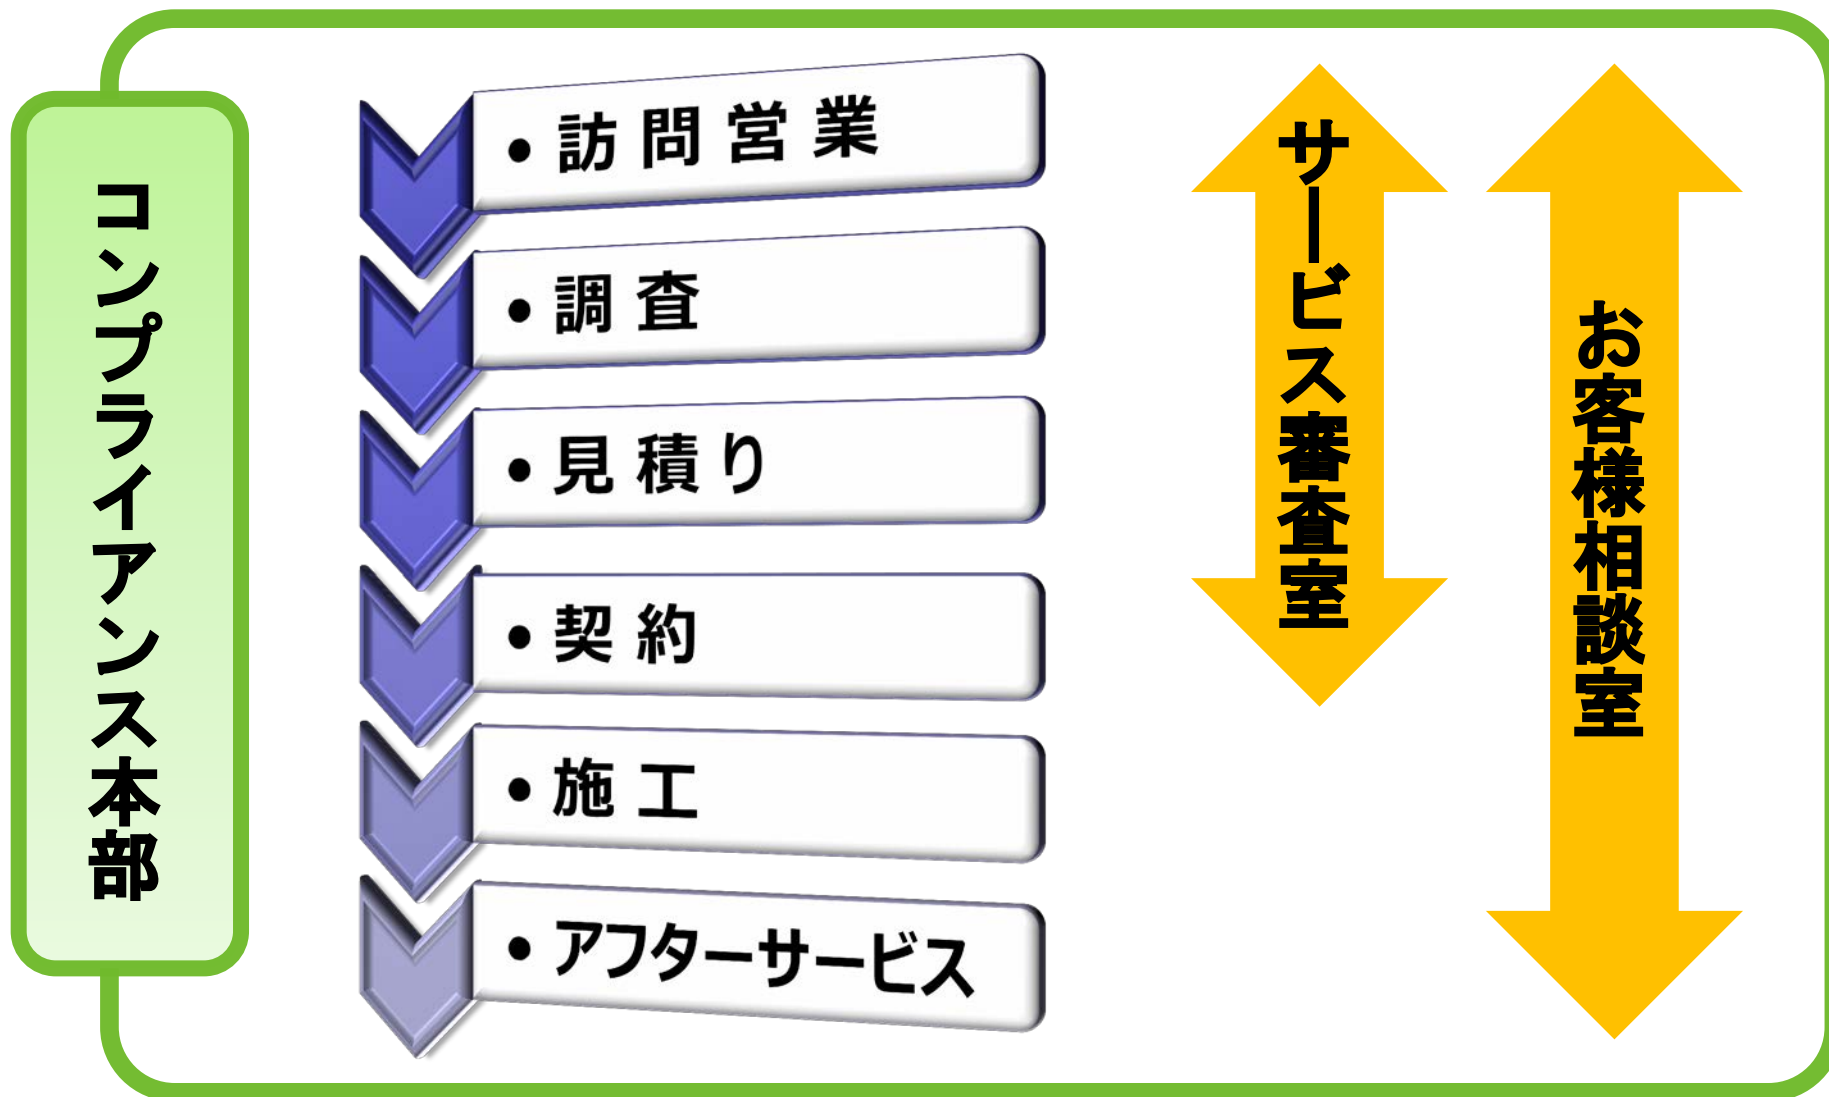 コンプライアンス本部
• 訪問営業
• 調査
• 見積り
• 契約
• 施工
• アフターサービス
サービス審査室
お客様相談室